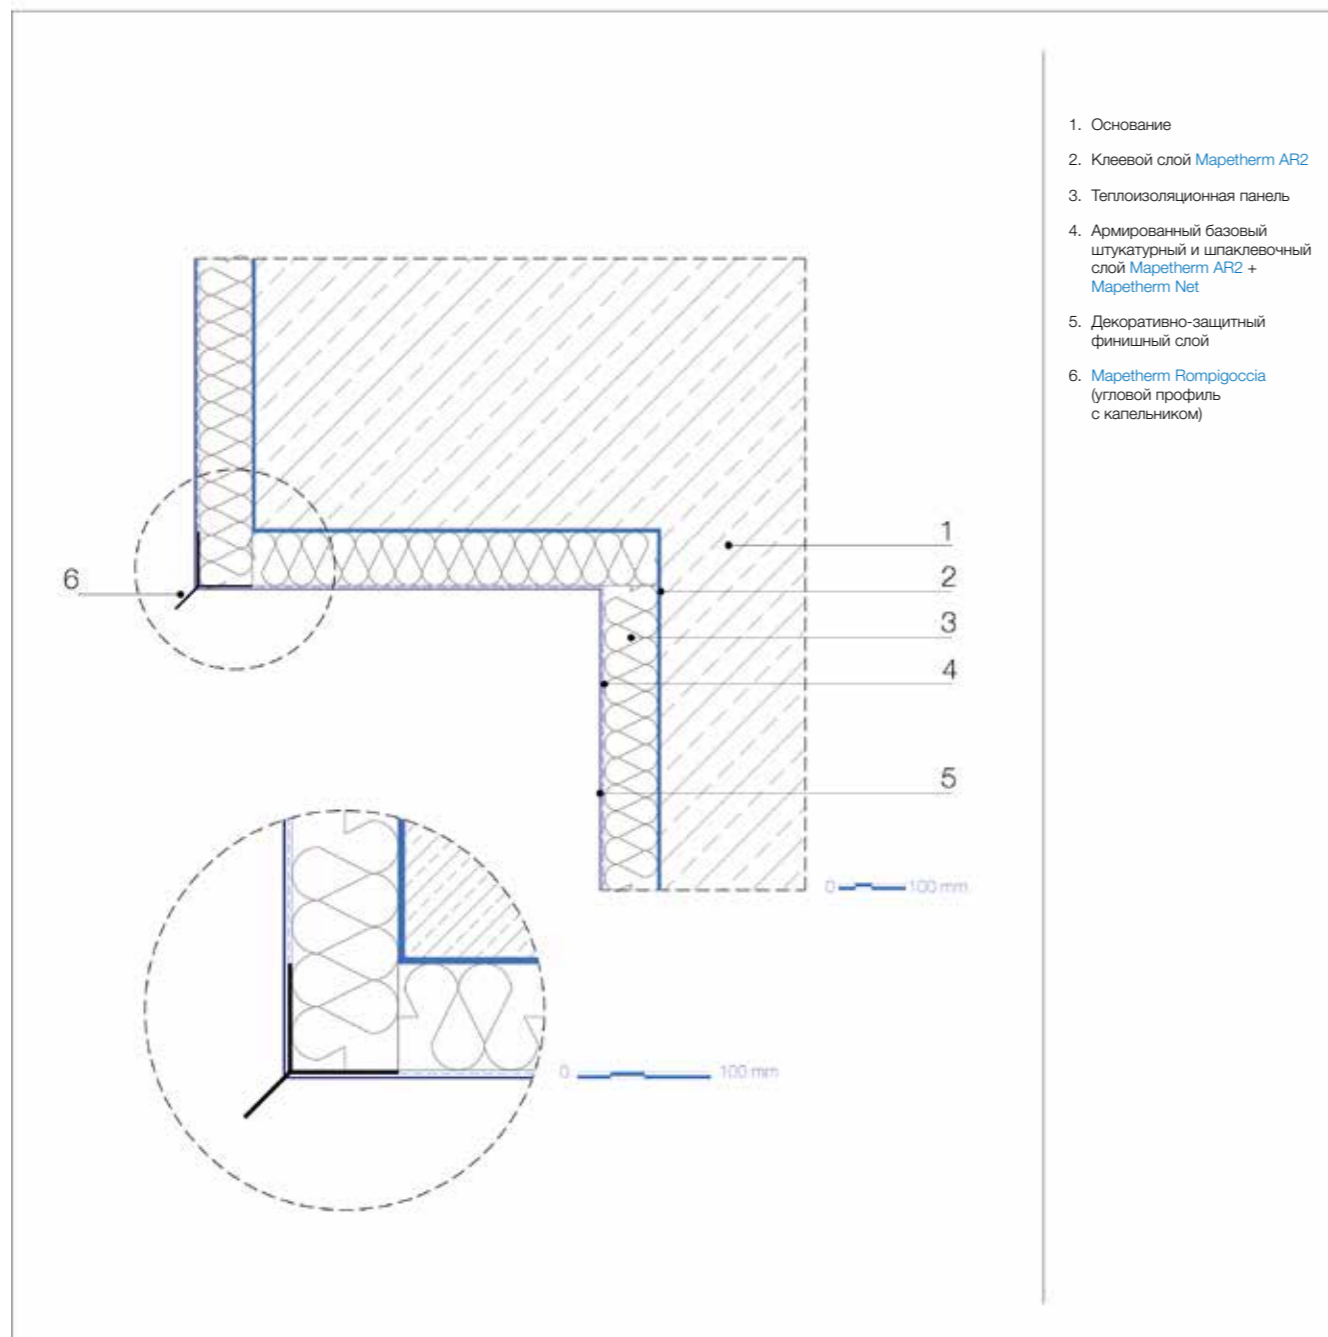 1. Основание
2. Клеевой слой Mapetherm AR2
3. Теплоизоляционная панель
4. Армированный базовый
штукатурный и шпаклевочный
слой Mapetherm AR2 +
Mapetherm Net
5. Декоративно-защитный
финишный слой
6. Mapetherm Rompigoccia
(угловой профиль
с капельником)
1
2
3
4
5
6
0 100 mm
0 100 mm